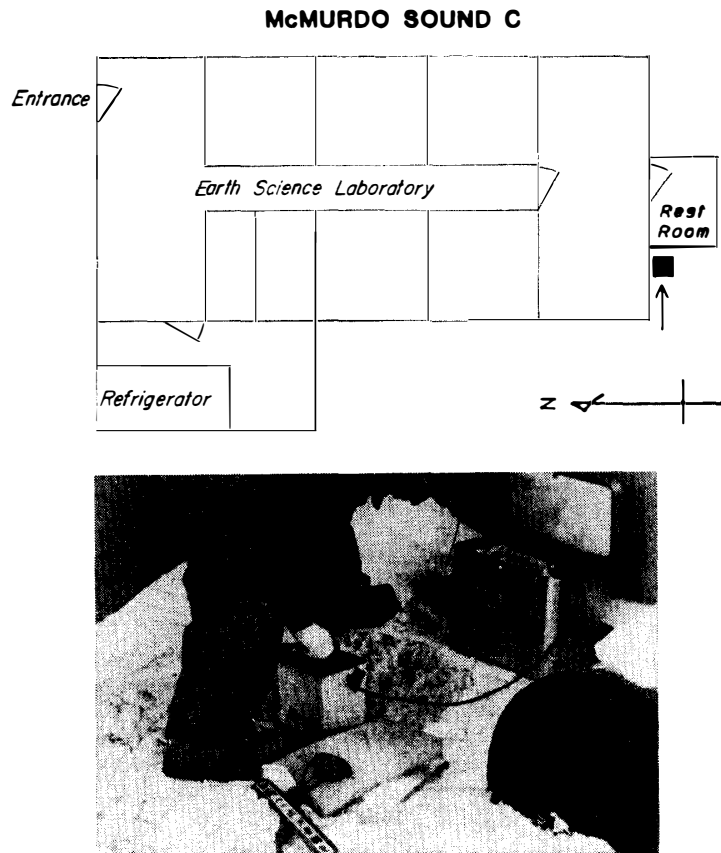 McMURDO SOUND C
Entrance
Earth Science Laboratory
Rest
Room
Refrigerator
N